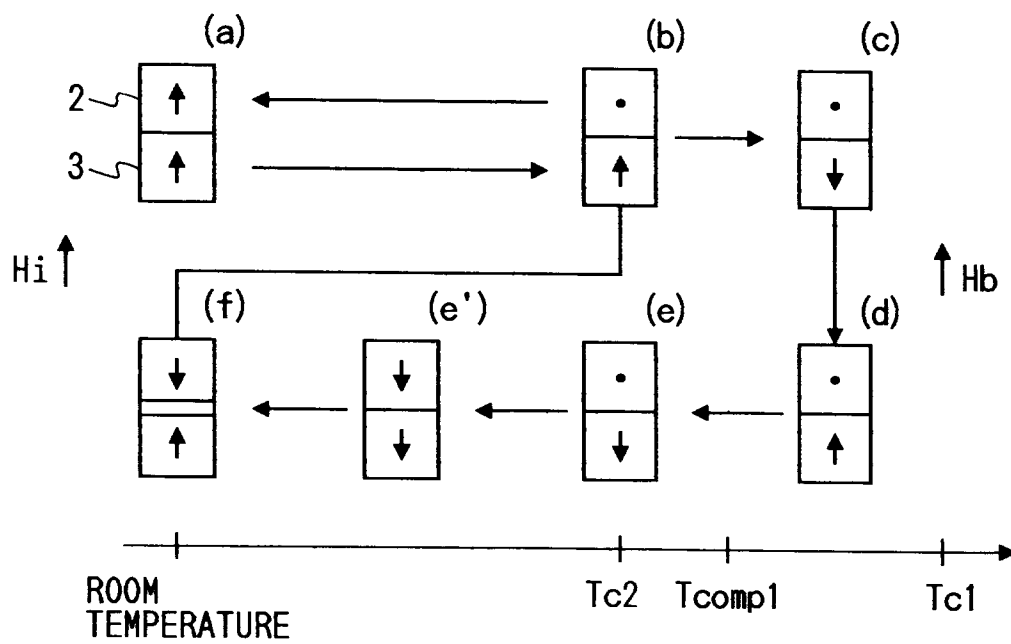 (a)
(b)
(c)
2
3
Hi
Hb
(f)
(e')
(e)
(d)
ROOM
TEMPERATURE
Tc2
Tcomp1
Tc1